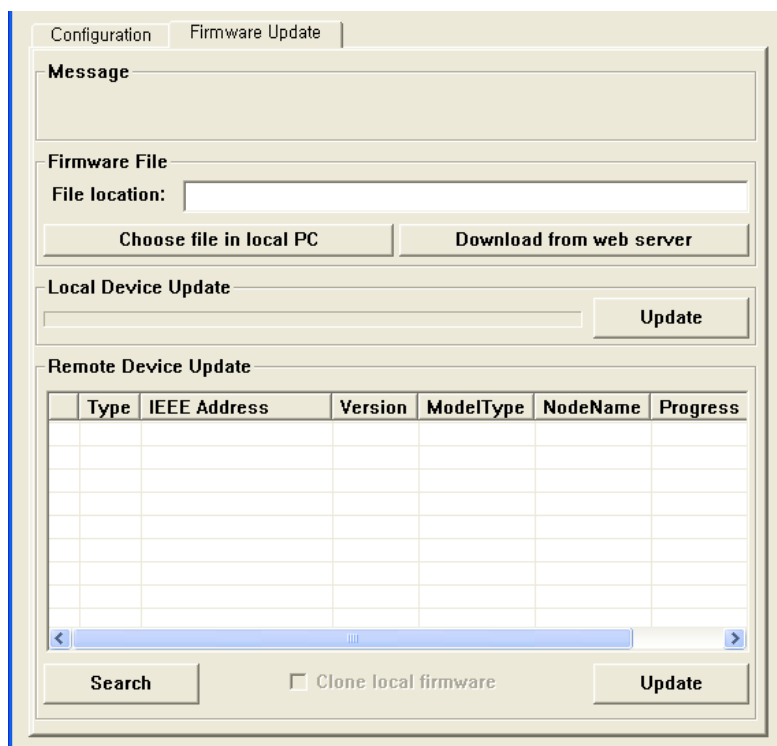 Configuration Firmware Update
Message
Firmware File
File location:
Choose file in local PC Download from web server
Local Device Update
Update
Remote Device Update
Type IEEE Address Version ModelType NodeName Progress
Search Clone local firmware Update